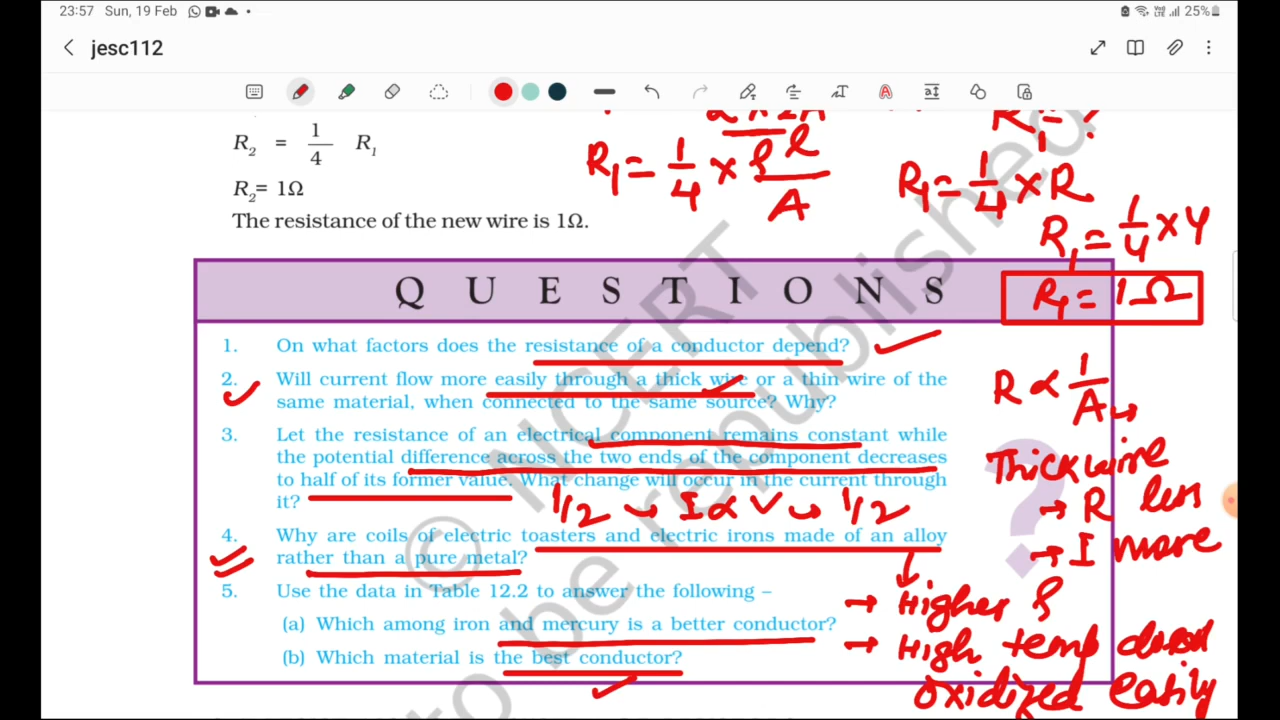 23:57 Sun, 19 Feb
25%
jesc112
R₂ = 1/4 R₁
R₂= 1Ω
The resistance of the new wire is 1Ω.
R₁ = 1/4 × ρl/A
R₁ = ?
R₁ = 1/4 × R
R₁ = 1/4 × 4
R₁ = 1Ω
QUESTIONS
1. On what factors does the resistance of a conductor depend?
2. Will current flow more easily through a thick wire or a thin wire of the
same material, when connected to the same source? Why?
3. Let the resistance of an electrical component remains constant while
the potential difference across the two ends of the component decreases
to half of its former value. What change will occur in the current through
it?
1/2 → I ∝ V → 1/2
4. Why are coils of electric toasters and electric irons made of an alloy
rather than a pure metal?
5. Use the data in Table 12.2 to answer the following –
(a) Which among iron and mercury is a better conductor?
(b) Which material is the best conductor?
R ∝ 1/A →
Thick wire
→ R less
→ I more
→ Higher ρ
→ High temp
oxidized easily
© NCERT
to be republished